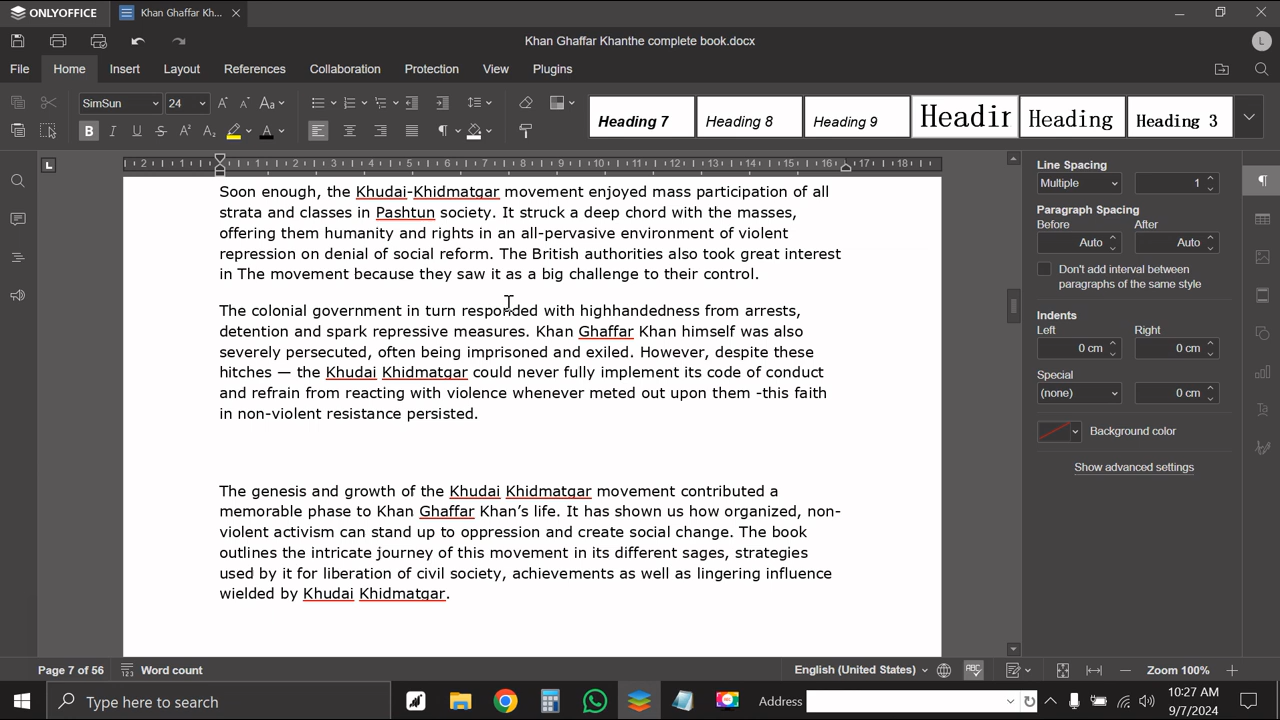 ONLYOFFICE
Khan Ghaffar Kh...
Khan Ghaffar Khanthe complete book.docx
L
File Home Insert Layout References Collaboration Protection View Plugins
SimSun 24
Heading 7 Heading 8 Heading 9 Headir Heading Heading 3
Soon enough, the Khudai-Khidmatgar movement enjoyed mass participation of all
strata and classes in Pashtun society. It struck a deep chord with the masses,
offering them humanity and rights in an all-pervasive environment of violent
repression on denial of social reform. The British authorities also took great interest
in The movement because they saw it as a big challenge to their control.
The colonial government in turn responded with highhandedness from arrests,
detention and spark repressive measures. Khan Ghaffar Khan himself was also
severely persecuted, often being imprisoned and exiled. However, despite these
hitches — the Khudai Khidmatgar could never fully implement its code of conduct
and refrain from reacting with violence whenever meted out upon them -this faith
in non-violent resistance persisted.
The genesis and growth of the Khudai Khidmatgar movement contributed a
memorable phase to Khan Ghaffar Khan's life. It has shown us how organized, non-
violent activism can stand up to oppression and create social change. The book
outlines the intricate journey of this movement in its different sages, strategies
used by it for liberation of civil society, achievements as well as lingering influence
wielded by Khudai Khidmatgar.
Line Spacing
Multiple 1
Paragraph Spacing
Before After
Auto Auto
Don't add interval between
paragraphs of the same style
Indents
Left Right
0 cm 0 cm
Special
(none) 0 cm
Background color
Show advanced settings
Page 7 of 56 Word count English (United States) Zoom 100%
Type here to search Address 10:27 AM
9/7/2024